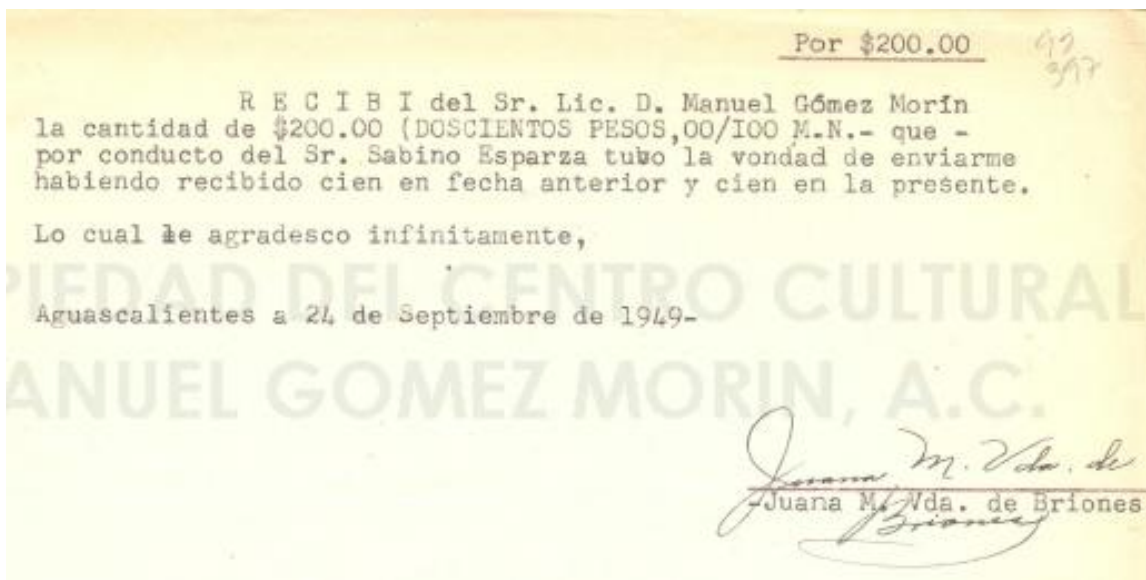 Por $200.00
R E C I B I del Sr. Lic. D. Manuel Gómez Morín
la cantidad de $200.00 (DOSCIENTOS PESOS,00/I00 M.N.- que -
por conducto del Sr. Sabino Esparza tubo la vondad de enviarme
habiendo recibido cien en fecha anterior y cien en la presente.
Lo cual le agradesco infinitamente,
PIEDAD DEL CENTRO CULTURAL
Aguascalientes a 24 de Septiembre de 1949-
ANUEL GOMEZ MORIN, A.C.
Juana M. Vda. de
-Juana M. Vda. de Briones
Briones